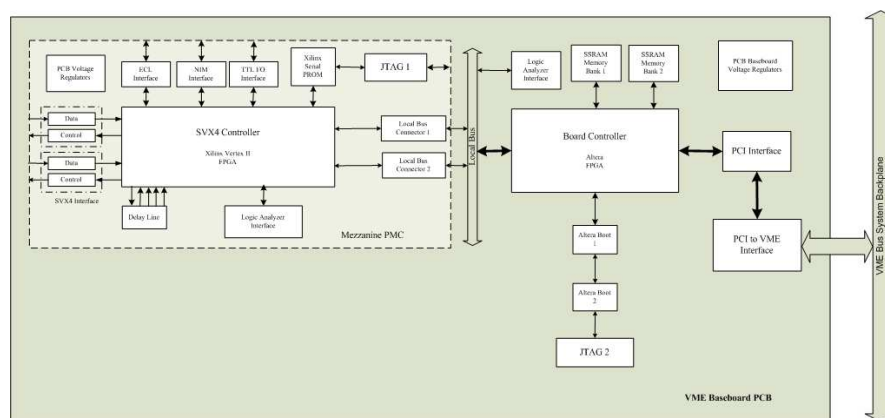 PCB Voltage
Regulators
ECL
Interface
NIM
Interface
TTL I/O
Interface
Xilinx
Serial
PROM
JTAG 1
Data
Control
Data
Control
SVX4 Interface
SVX4 Controller
Xilinx Vertex II
FPGA
Local Bus
Connector 1
Local Bus
Connector 2
Delay Line
Logic Analyzer
Interface
Mezzanine PMC
Local Bus
Logic
Analyzer
Interface
SSRAM
Memory
Bank 1
SSRAM
Memory
Bank 2
PCB Baseboard
Voltage Regulators
Board Controller
Altera
FPGA
PCI Interface
PCI to VME
Interface
Altera Boot
1
Altera Boot
2
JTAG 2
VME Baseboard PCB
VME Bus System Backplane